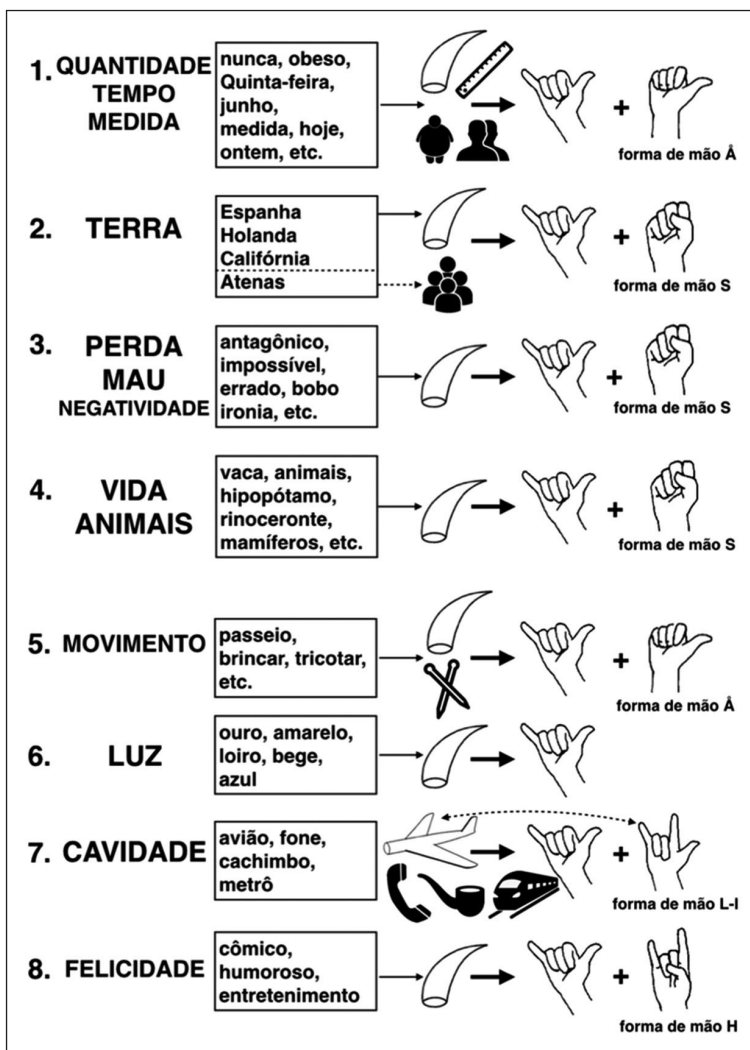 1. QUANTIDADE
TEMPO
MEDIDA
nunca, obeso,
Quinta-feira,
junho,
medida, hoje,
ontem, etc.
+
forma de mão Å
2. TERRA
Espanha
Holanda
Califórnia
Atenas
+
forma de mão S
3. PERDA
MAU
NEGATIVIDADE
antagônico,
impossível,
errado, bobo
ironia, etc.
+
forma de mão S
4. VIDA
ANIMAIS
vaca, animais,
hipopótamo,
rinoceronte,
mamíferos, etc.
+
forma de mão S
5. MOVIMENTO
passeio,
brincar, tricotar,
etc.
+
forma de mão Å
6. LUZ
ouro, amarelo,
loiro, bege,
azul
7. CAVIDADE
avião, fone,
cachimbo,
metrô
+
forma de mão L-I
8. FELICIDADE
cômico,
humoroso,
entretenimento
+
forma de mão H